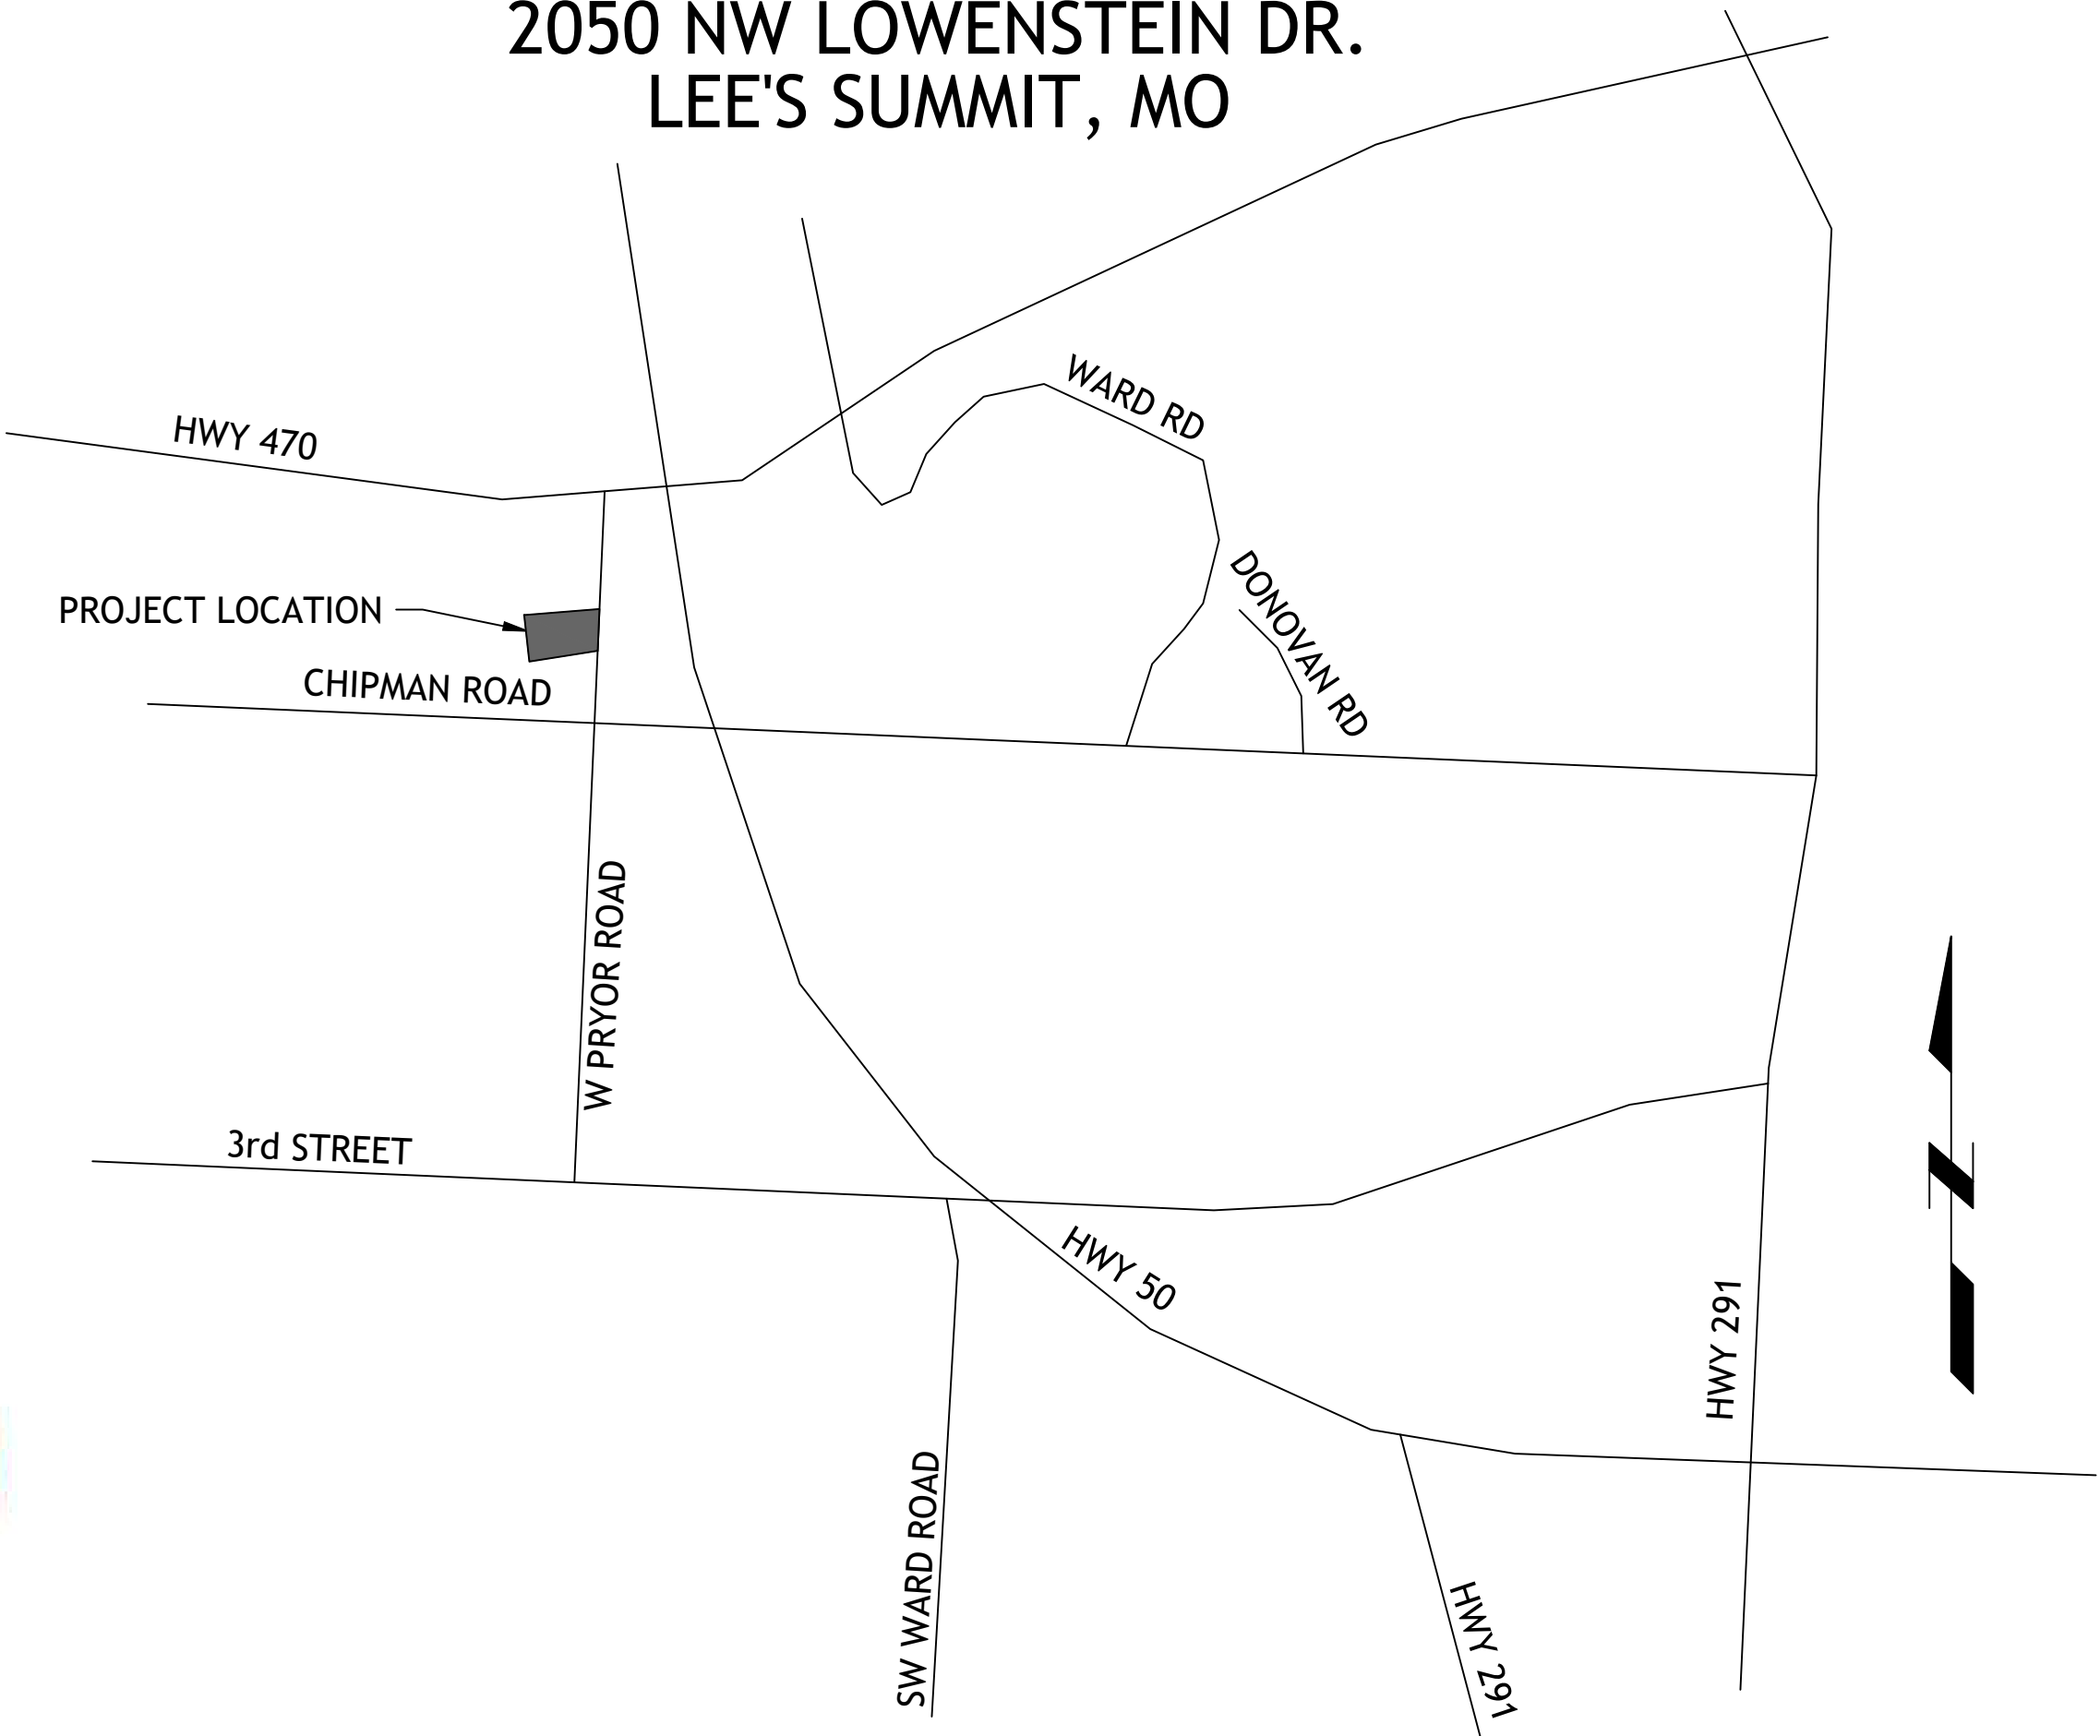 2050 NW LOWENSTEIN DR.
LEE'S SUMMIT, MO
WARD RD
HWY 470
DONOVAN RD
PROJECT LOCATION
CHIPMAN ROAD
W PRYOR ROAD
3rd STREET
HWY 50
HWY 291
SW WARD ROAD
HWY 291
N